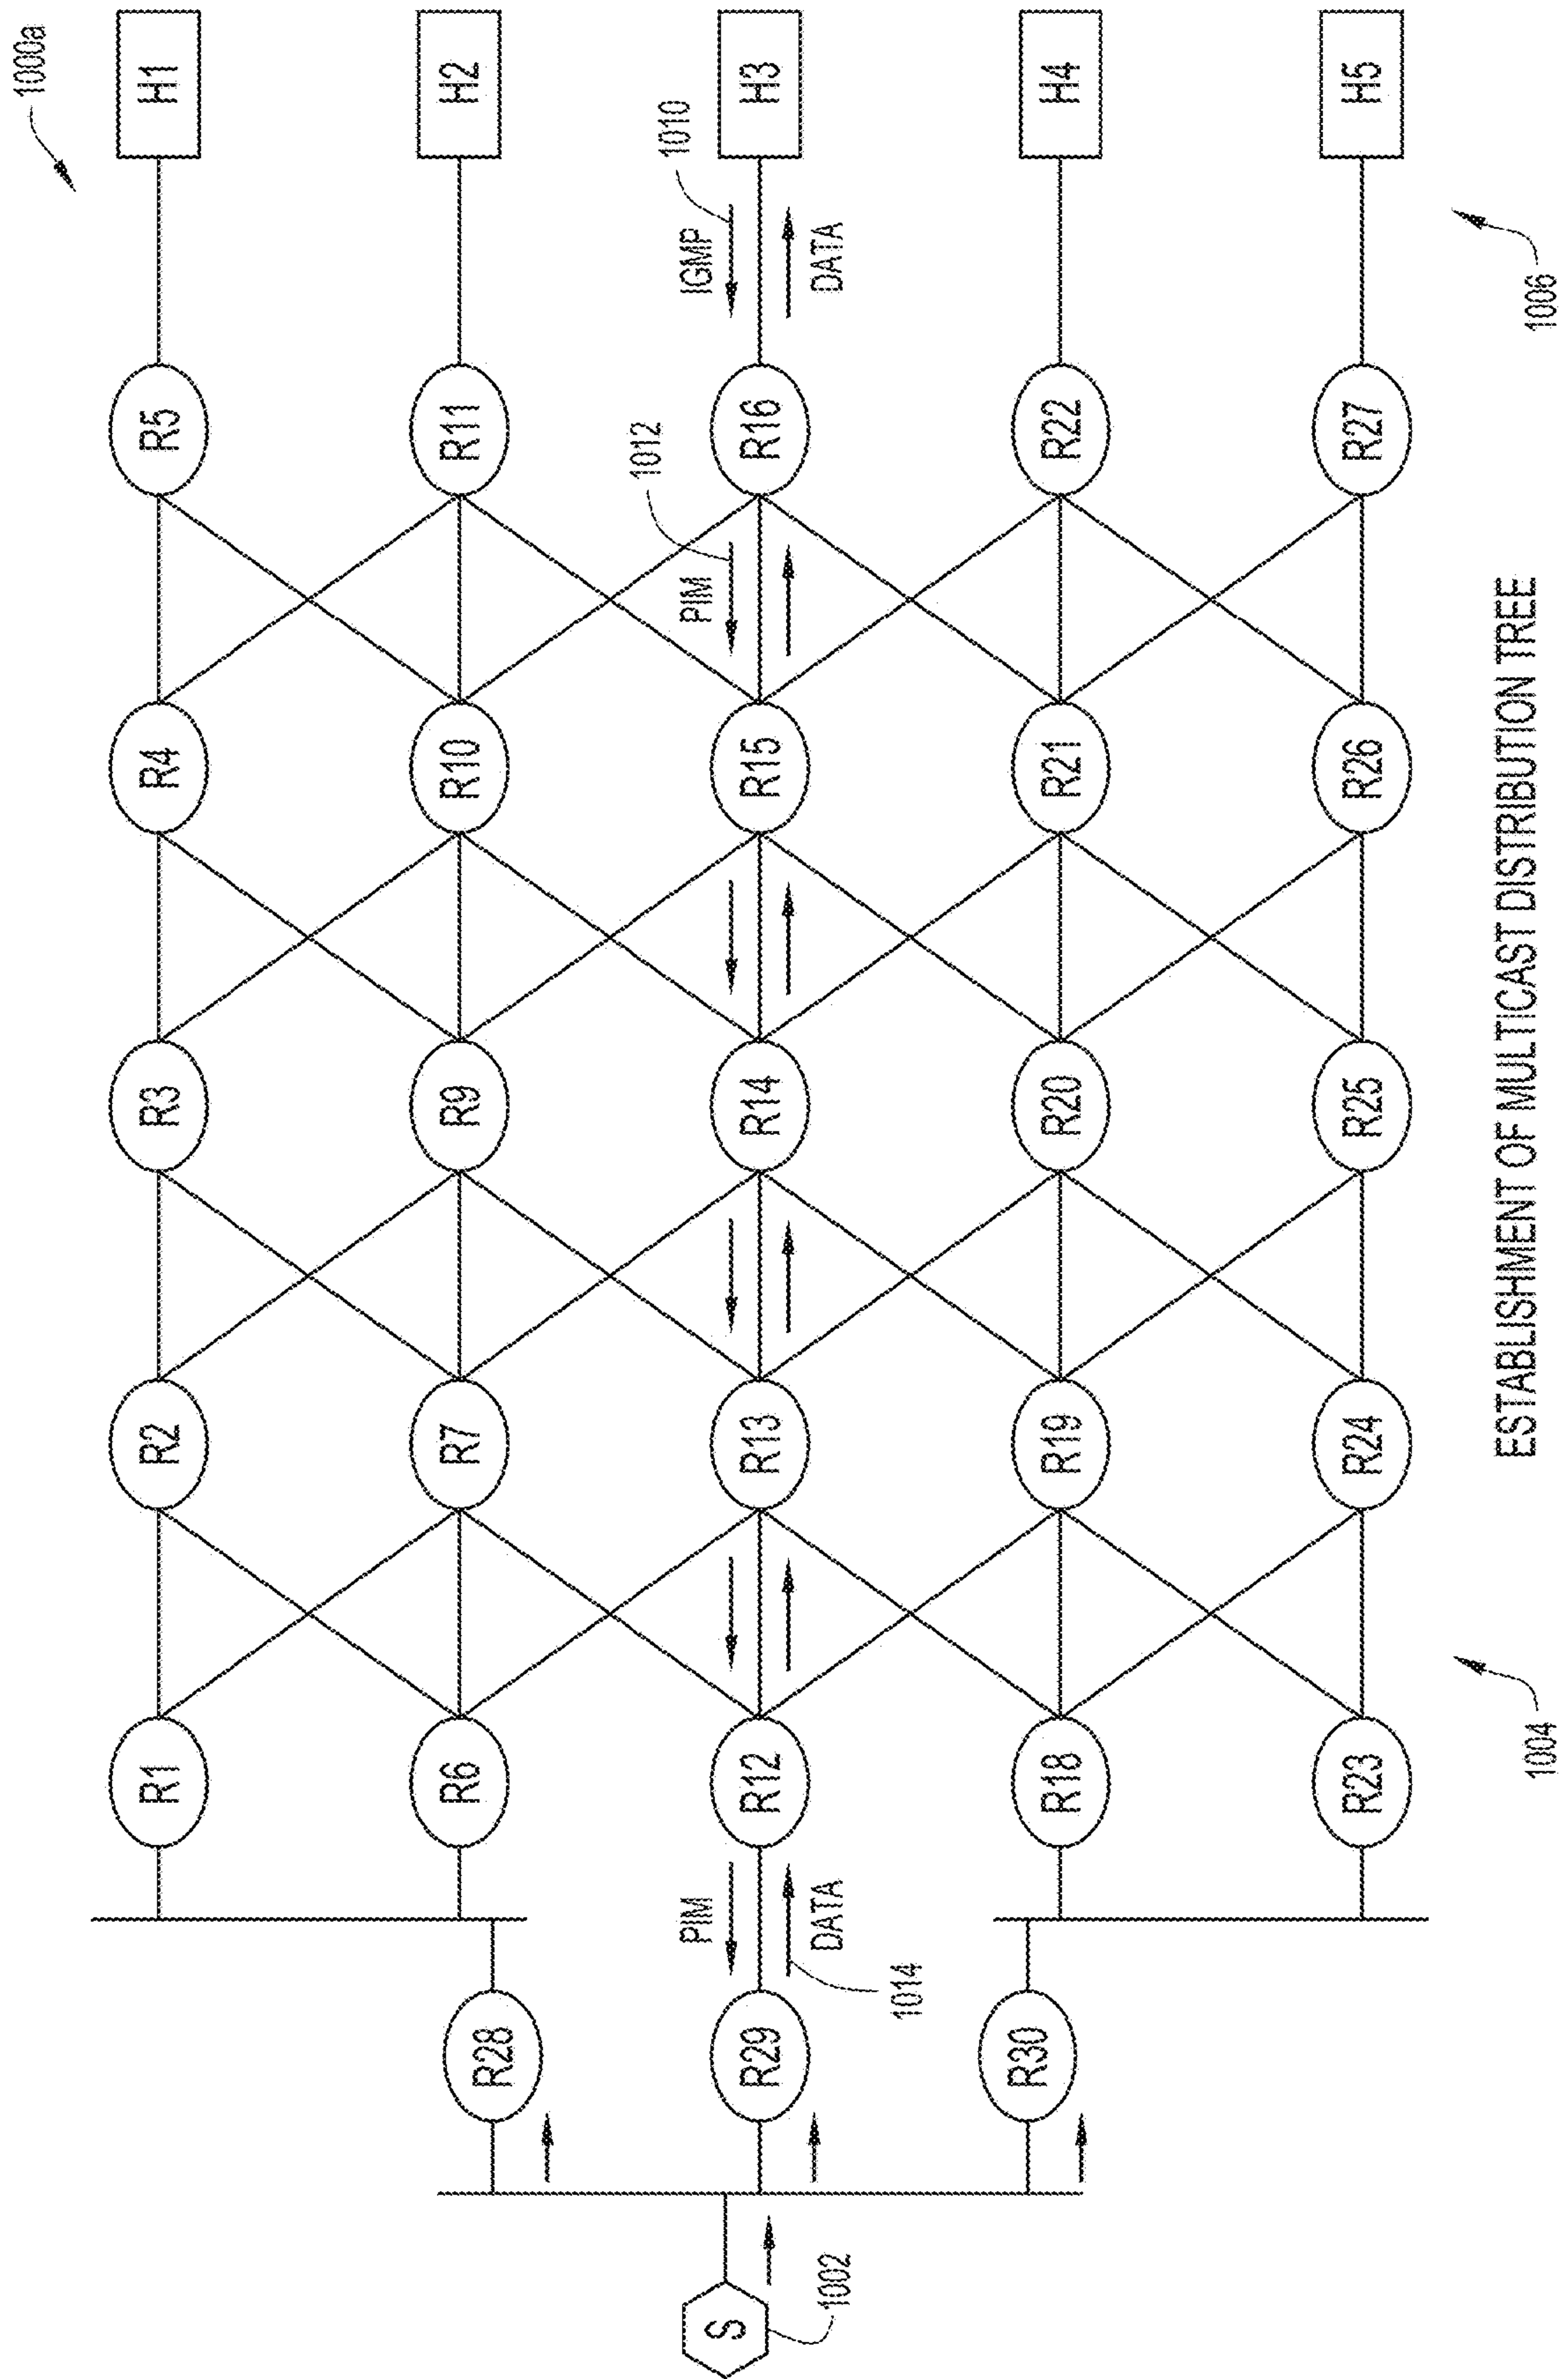 1000a
H1
H2
H3
H4
H5
1010
IGMP
DATA
1006
R5
R11
R16
R22
R27
1012
PIM
R4
R10
R15
R21
R26
R3
R9
R14
R20
R25
R2
R7
R13
R19
R24
R1
R6
R12
R18
R23
1004
PIM
DATA
1014
R28
R29
R30
S
1002
ESTABLISHMENT OF MULTICAST DISTRIBUTION TREE